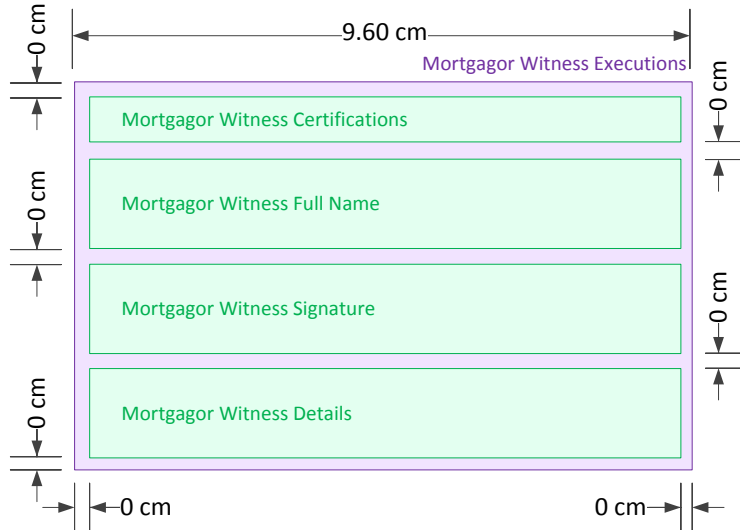 9.60 cm
Mortgagor Witness Executions
0 cm
0 cm
Mortgagor Witness Certifications
Mortgagor Witness Full Name
0 cm
Mortgagor Witness Signature
0 cm
Mortgagor Witness Details
0 cm
0 cm
0 cm